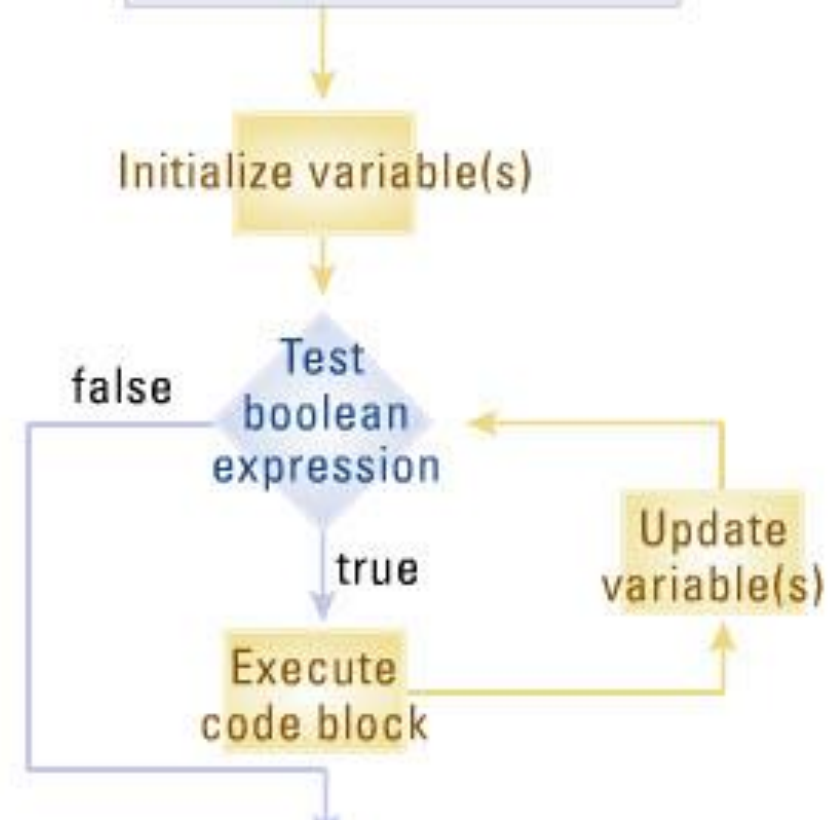 Initialize variable(s)
false
Test
boolean
expression
true
Update
variable(s)
Execute
code block